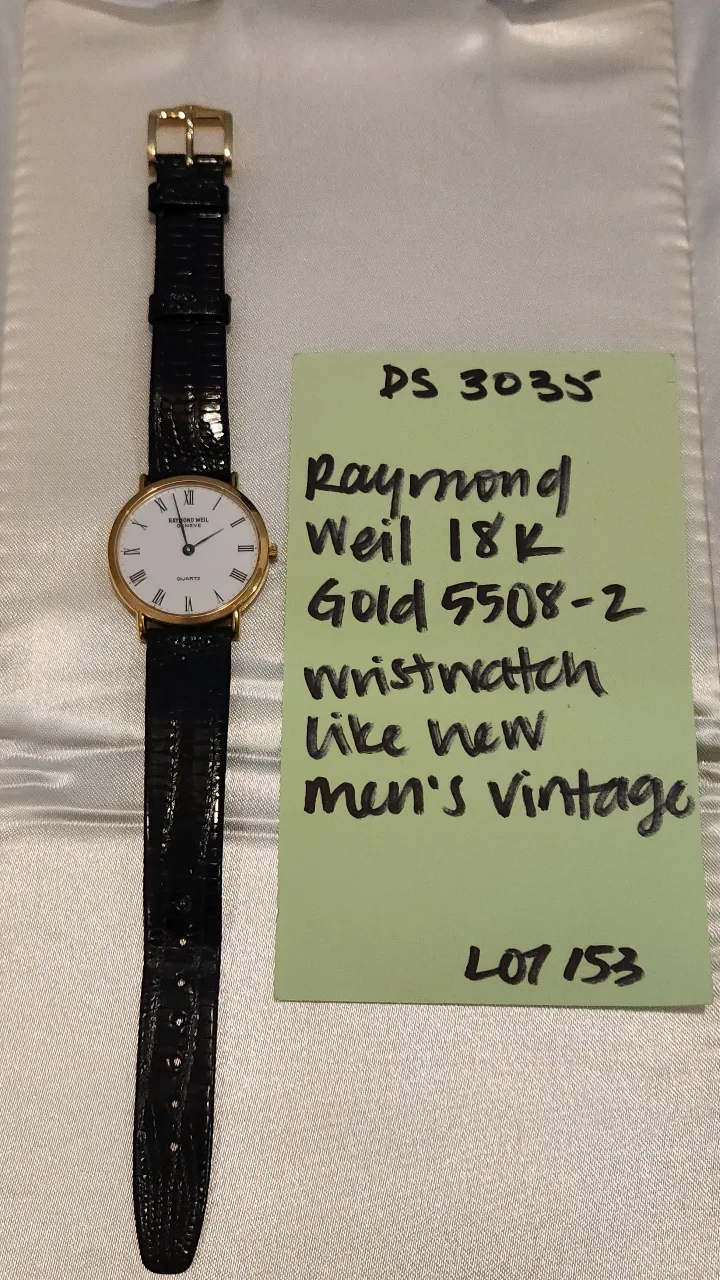 DS 3035
Raymond
Weil 18K
Gold 5508-2
wristwatch
like new
men's vintage
LOT 153
XII
RAYMOND WEIL
GENEVE
QUARTZ